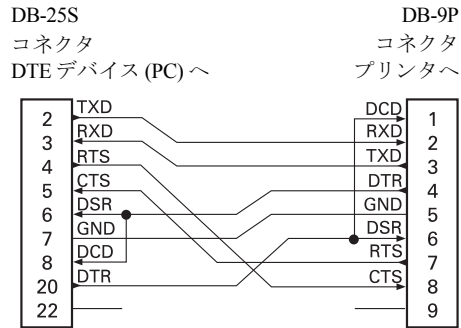 DB-25S
コネクタ
DTE デバイス (PC) へ
DB-9P
コネクタ
プリンタへ
2 TXD
3 RXD
4 RTS
5 CTS
6 DSR
7 GND
8 DCD
20 DTR
22
DCD 1
RXD 2
TXD 3
DTR 4
GND 5
DSR 6
RTS 7
CTS 8
9